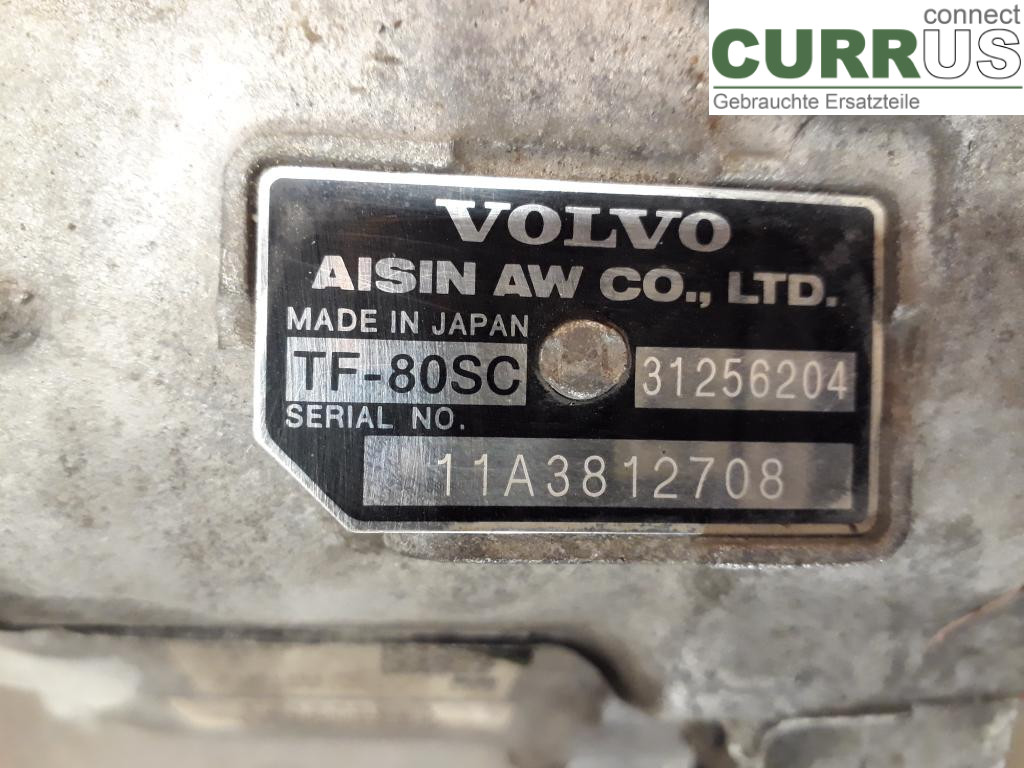 connect
CURRUS
Gebrauchte Ersatzteile
VOLVO
AISIN AW CO., LTD.
MADE IN JAPAN
TF-80SC 31256204
SERIAL NO.
11A3812708